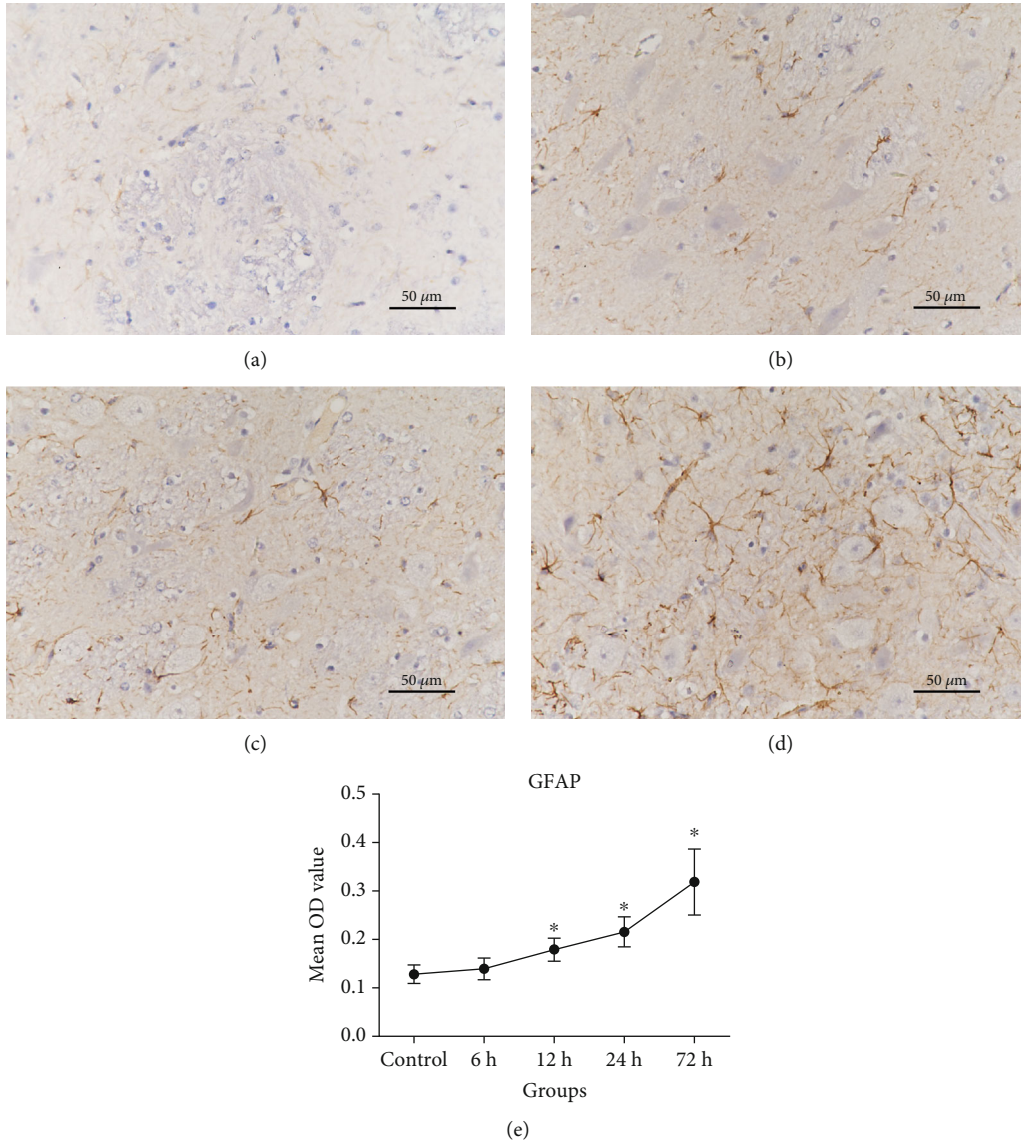 50 μm
50 μm
(a)
(b)
50 μm
50 μm
(c)
(d)
GFAP
0.5
0.4
0.3
0.2
0.1
0.0
Mean OD value
*
*
*
Control 6 h 12 h 24 h 72 h
Groups
(e)